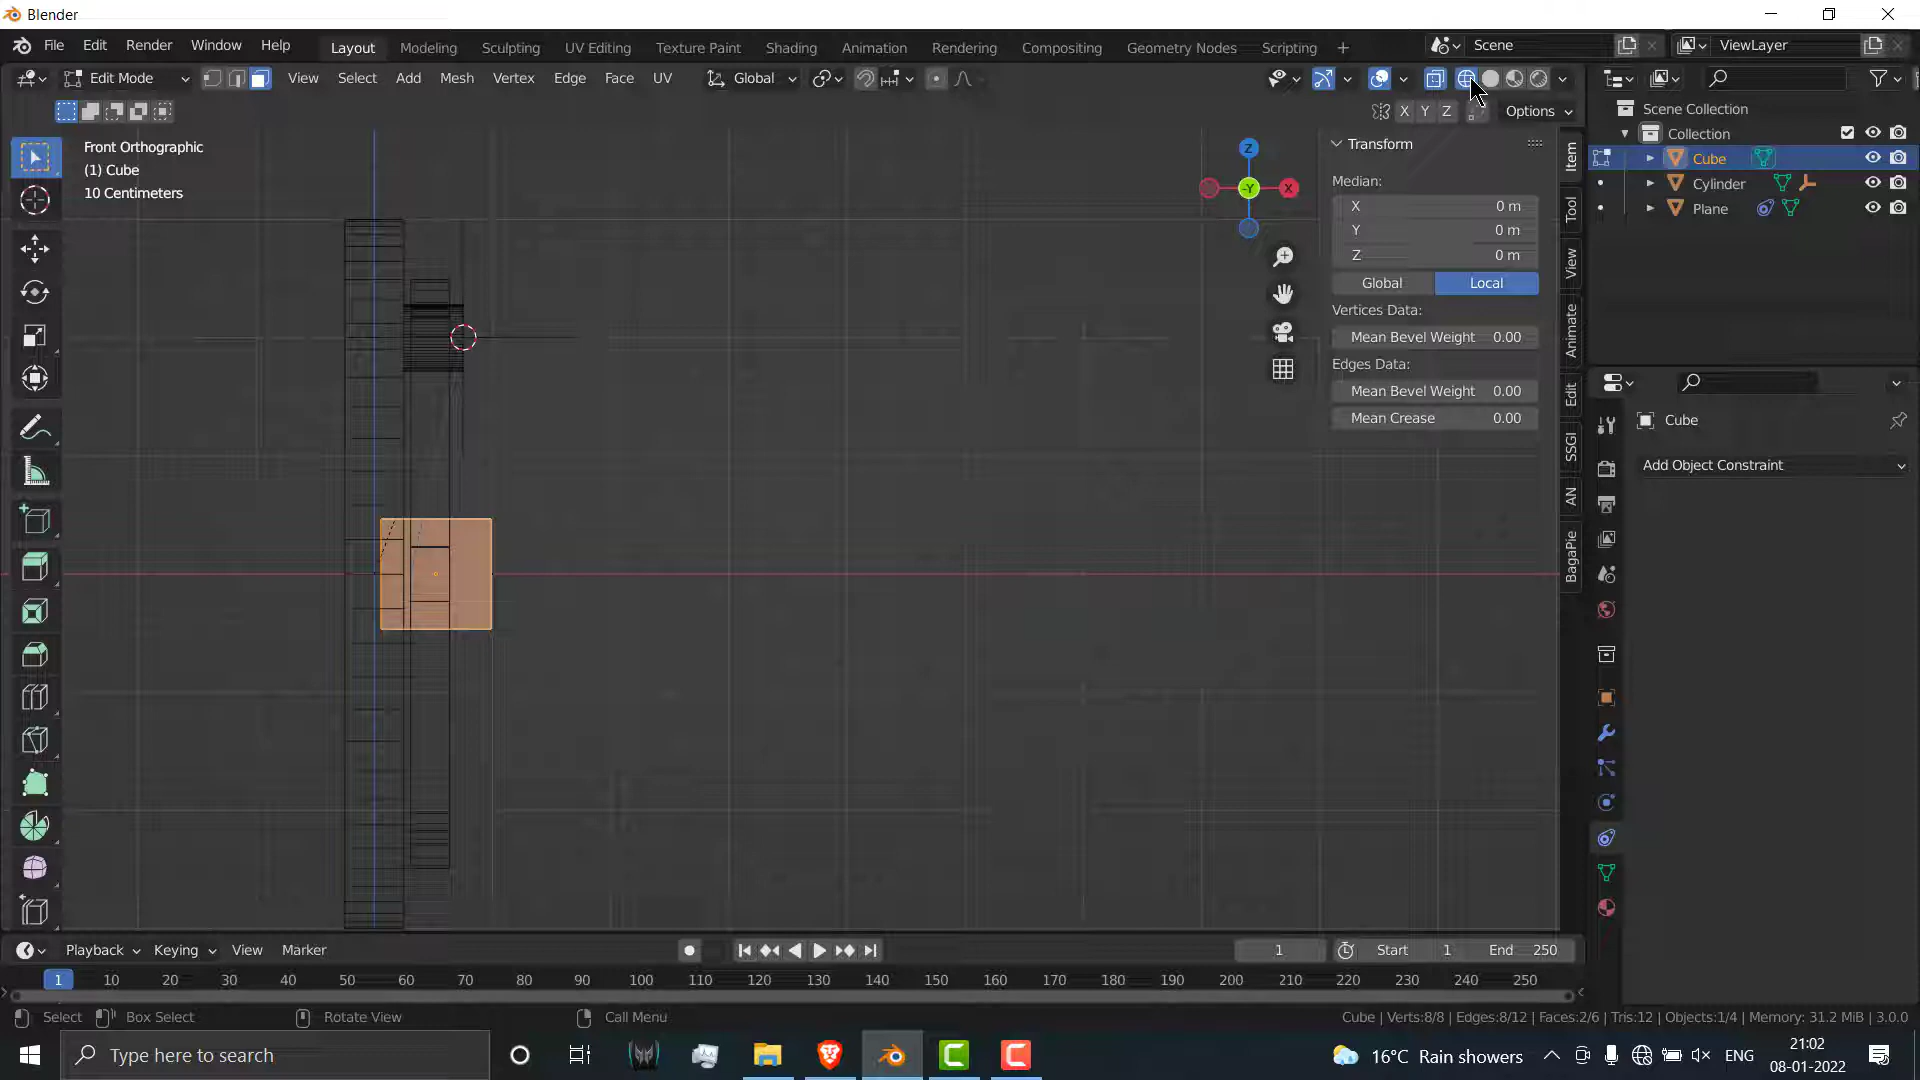 Blender
File Edit Render Window Help Layout Modeling Sculpting UV Editing Texture Paint Shading Animation Rendering Compositing Geometry Nodes Scripting + Scene ViewLayer
Edit Mode View Select Add Mesh Vertex Edge Face UV Global
X Y Z Options
Front Orthographic
(1) Cube
10 Centimeters
Z
-Y
X
Transform
Median:
X 0 m
Y 0 m
Z 0 m
Global Local
Vertices Data:
Mean Bevel Weight 0.00
Edges Data:
Mean Bevel Weight 0.00
Mean Crease 0.00
Item
Tool
View
Animate
Edit
SSGI
AN
BagaPie
Scene Collection
Collection
Cube
Cylinder
Plane
Cube
Add Object Constraint
Playback Keying View Marker 1 Start 1 End 250
1 10 20 30 40 50 60 70 80 90 100 110 120 130 140 150 160 170 180 190 200 210 220 230 240 250
Select Box Select Rotate View Call Menu Cube | Verts:8/8 | Edges:8/12 | Faces:2/6 | Tris:12 | Objects:1/4 | Memory: 31.2 MiB | 3.0.0
Type here to search 16°C Rain showers ENG 21:02
08-01-2022